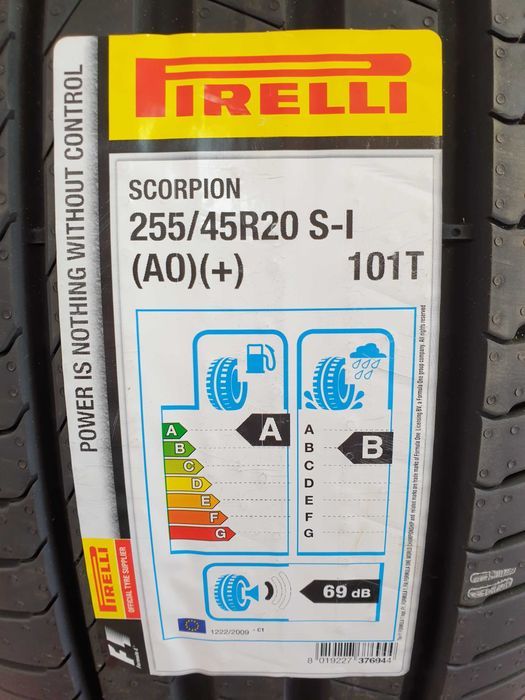 PIRELLI
POWER IS NOTHING WITHOUT CONTROL
SCORPION
255/45R20 S-I
(AO)(+) 101T
A
B
C
D
E
F
G
A
A
B
C
D
E
F
G
B
69 dB
1222/2009 - C1
8 019227 376944
PIRELLI
OFFICIAL TYRE SUPPLIER